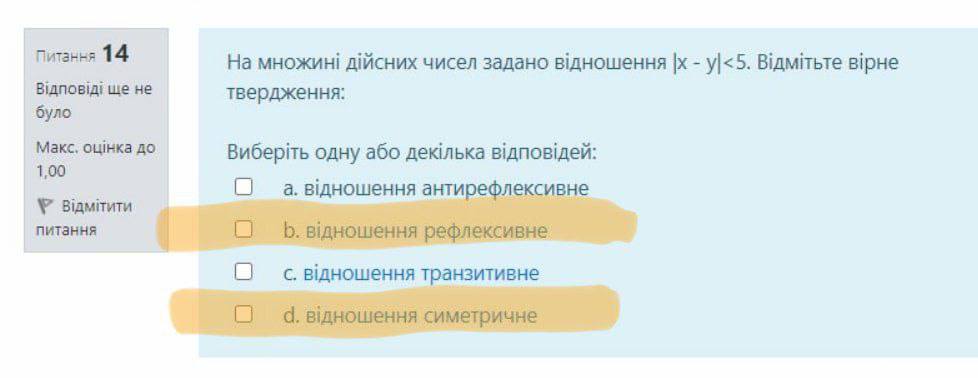 Питання 14
Відповіді ще не
було
Макс. оцінка до
1,00
Відмітити
питання
На множині дійсних чисел задано відношення |x - y|<5. Відмітьте вірне
твердження:
Виберіть одну або декілька відповідей:
a. відношення антирефлексивне
b. відношення рефлексивне
c. відношення транзитивне
d. відношення симетричне